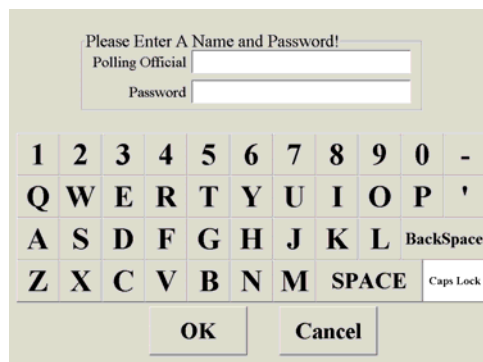 Please Enter A Name and Password!
Polling Official
Password
1 2 3 4 5 6 7 8 9 0 -
Q W E R T Y U I O P '
A S D F G H J K L BackSpace
Z X C V B N M SPACE Caps Lock
OK Cancel